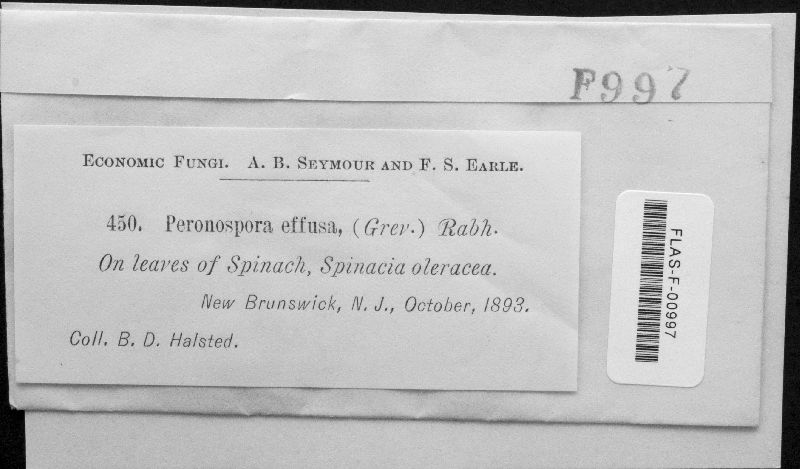 F997
ECONOMIC FUNGI. A. B. SEYMOUR AND F. S. EARLE.
450. Peronospora effusa, (Grev.) Rabh.
On leaves of Spinach, Spinacia oleracea.
New Brunswick, N. J., October, 1893.
Coll. B. D. Halsted.
FLAS-F-00997